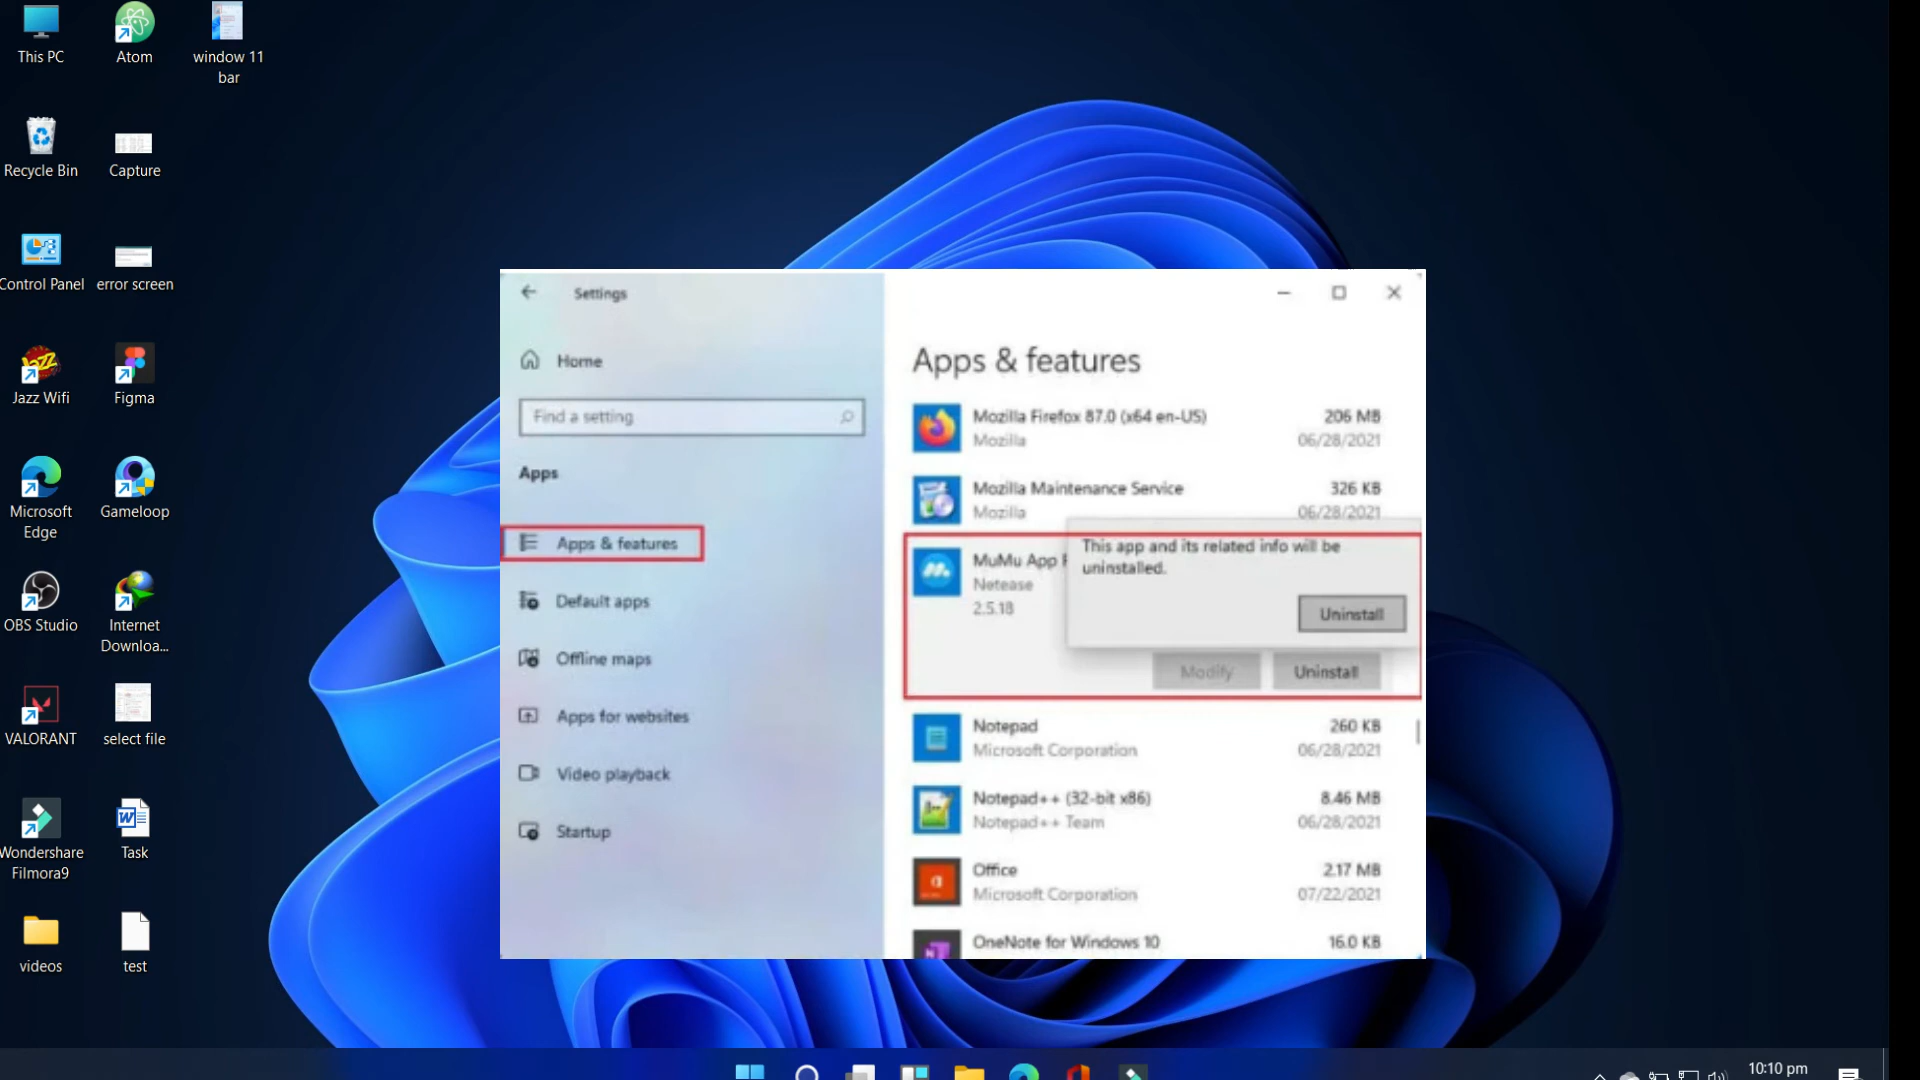 This PC
Atom
window 11
bar
Recycle Bin
Capture
Control Panel
error screen
Jazz Wifi
Figma
Microsoft
Edge
Gameloop
OBS Studio
Internet
Downloa...
VALORANT
select file
Wondershare
Filmora9
Task
videos
test
Settings
Home
Find a setting
Apps
Apps & features
Default apps
Offline maps
Apps for websites
Video playback
Startup
Apps & features
Mozilla Firefox 87.0 (x64 en-US) 206 MB
Mozilla 06/28/2021
Mozilla Maintenance Service 326 KB
Mozilla 06/28/2021
MuMu App
Netease
2.5.18
This app and its related info will be
uninstalled.
Uninstall
Modify Uninstall
Notepad 260 KB
Microsoft Corporation 06/28/2021
Notepad++ (32-bit x86) 8.46 MB
Notepad++ Team 06/28/2021
Office 2.17 MB
Microsoft Corporation 07/22/2021
OneNote for Windows 10 16.0 KB
10:10 pm